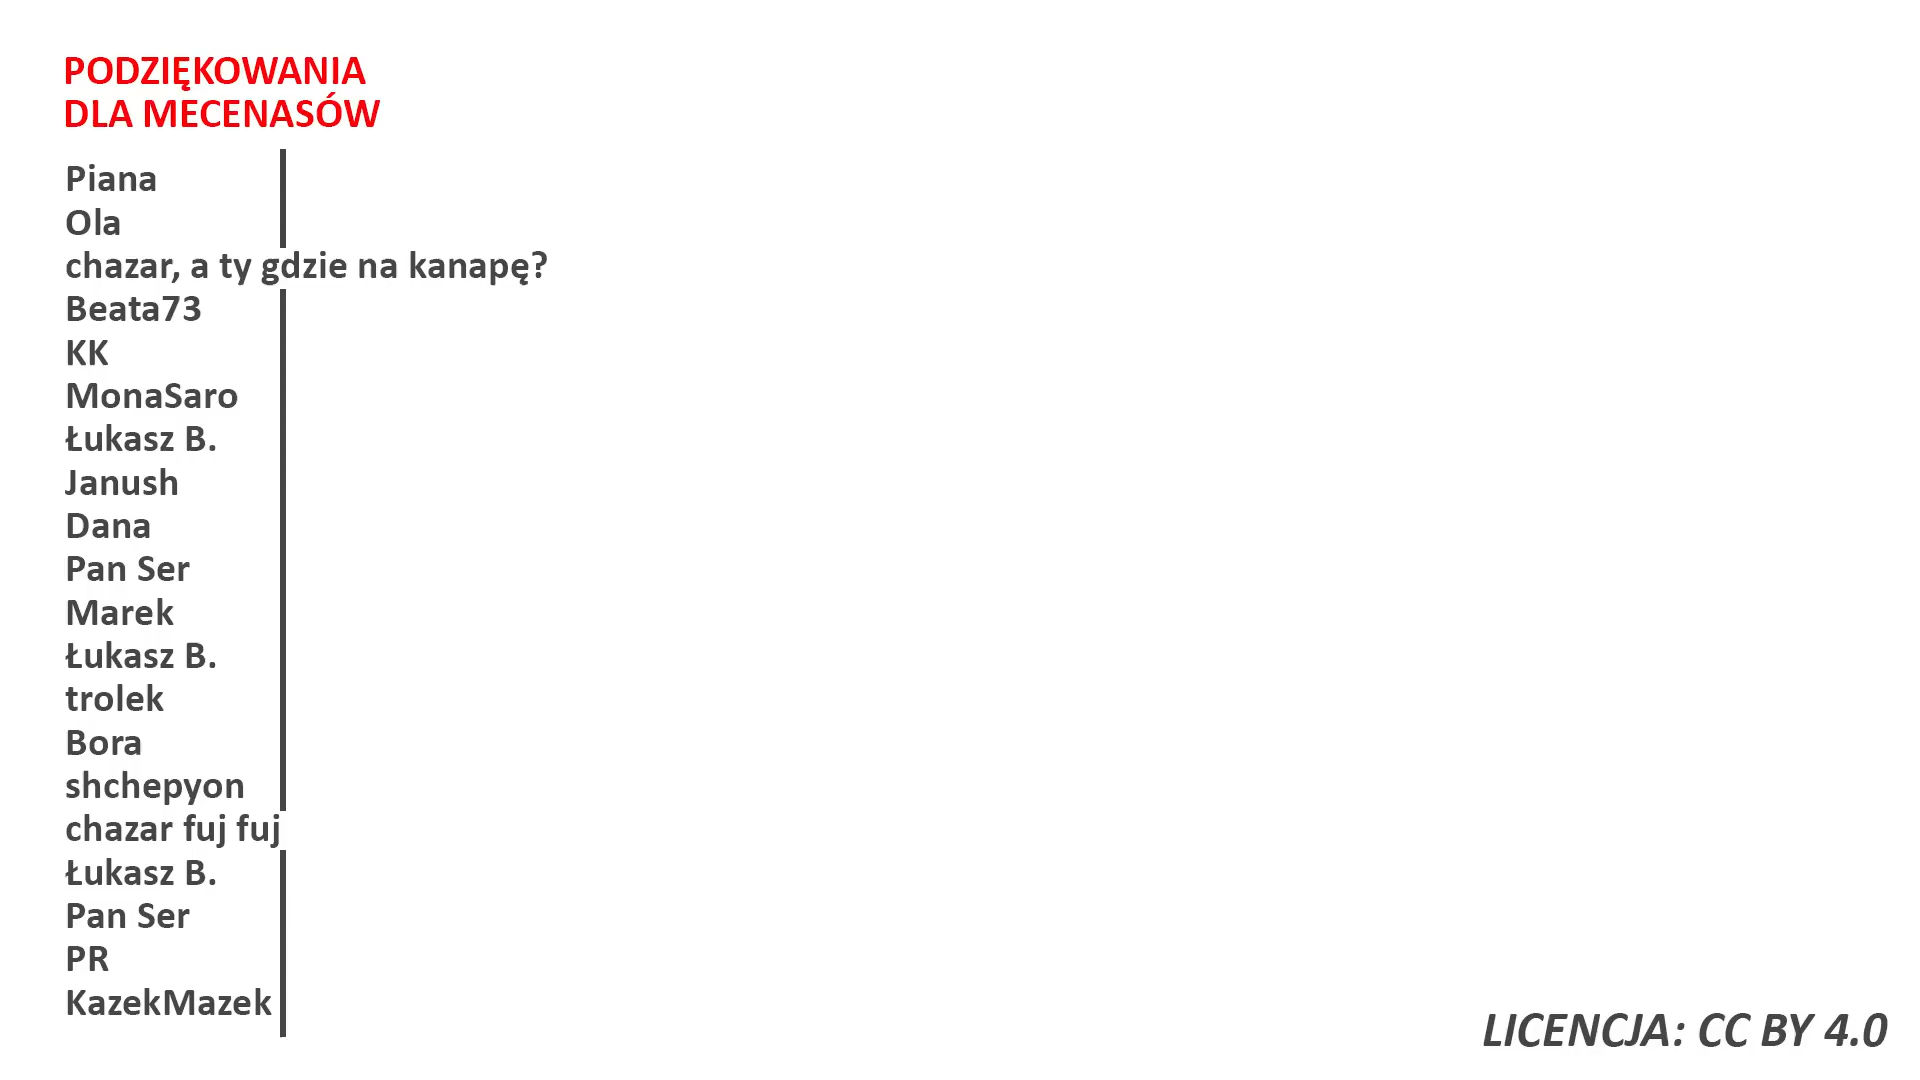 PODZIĘKOWANIA
DLA MECENASÓW
Piana
Ola
chazar, a ty gdzie na kanapę?
Beata73
KK
MonaSaro
Łukasz B.
Janush
Dana
Pan Ser
Marek
Łukasz B.
trolek
Bora
shchepyon
chazar fuj fuj
Łukasz B.
Pan Ser
PR
KazekMazek
LICENCJA: CC BY 4.0